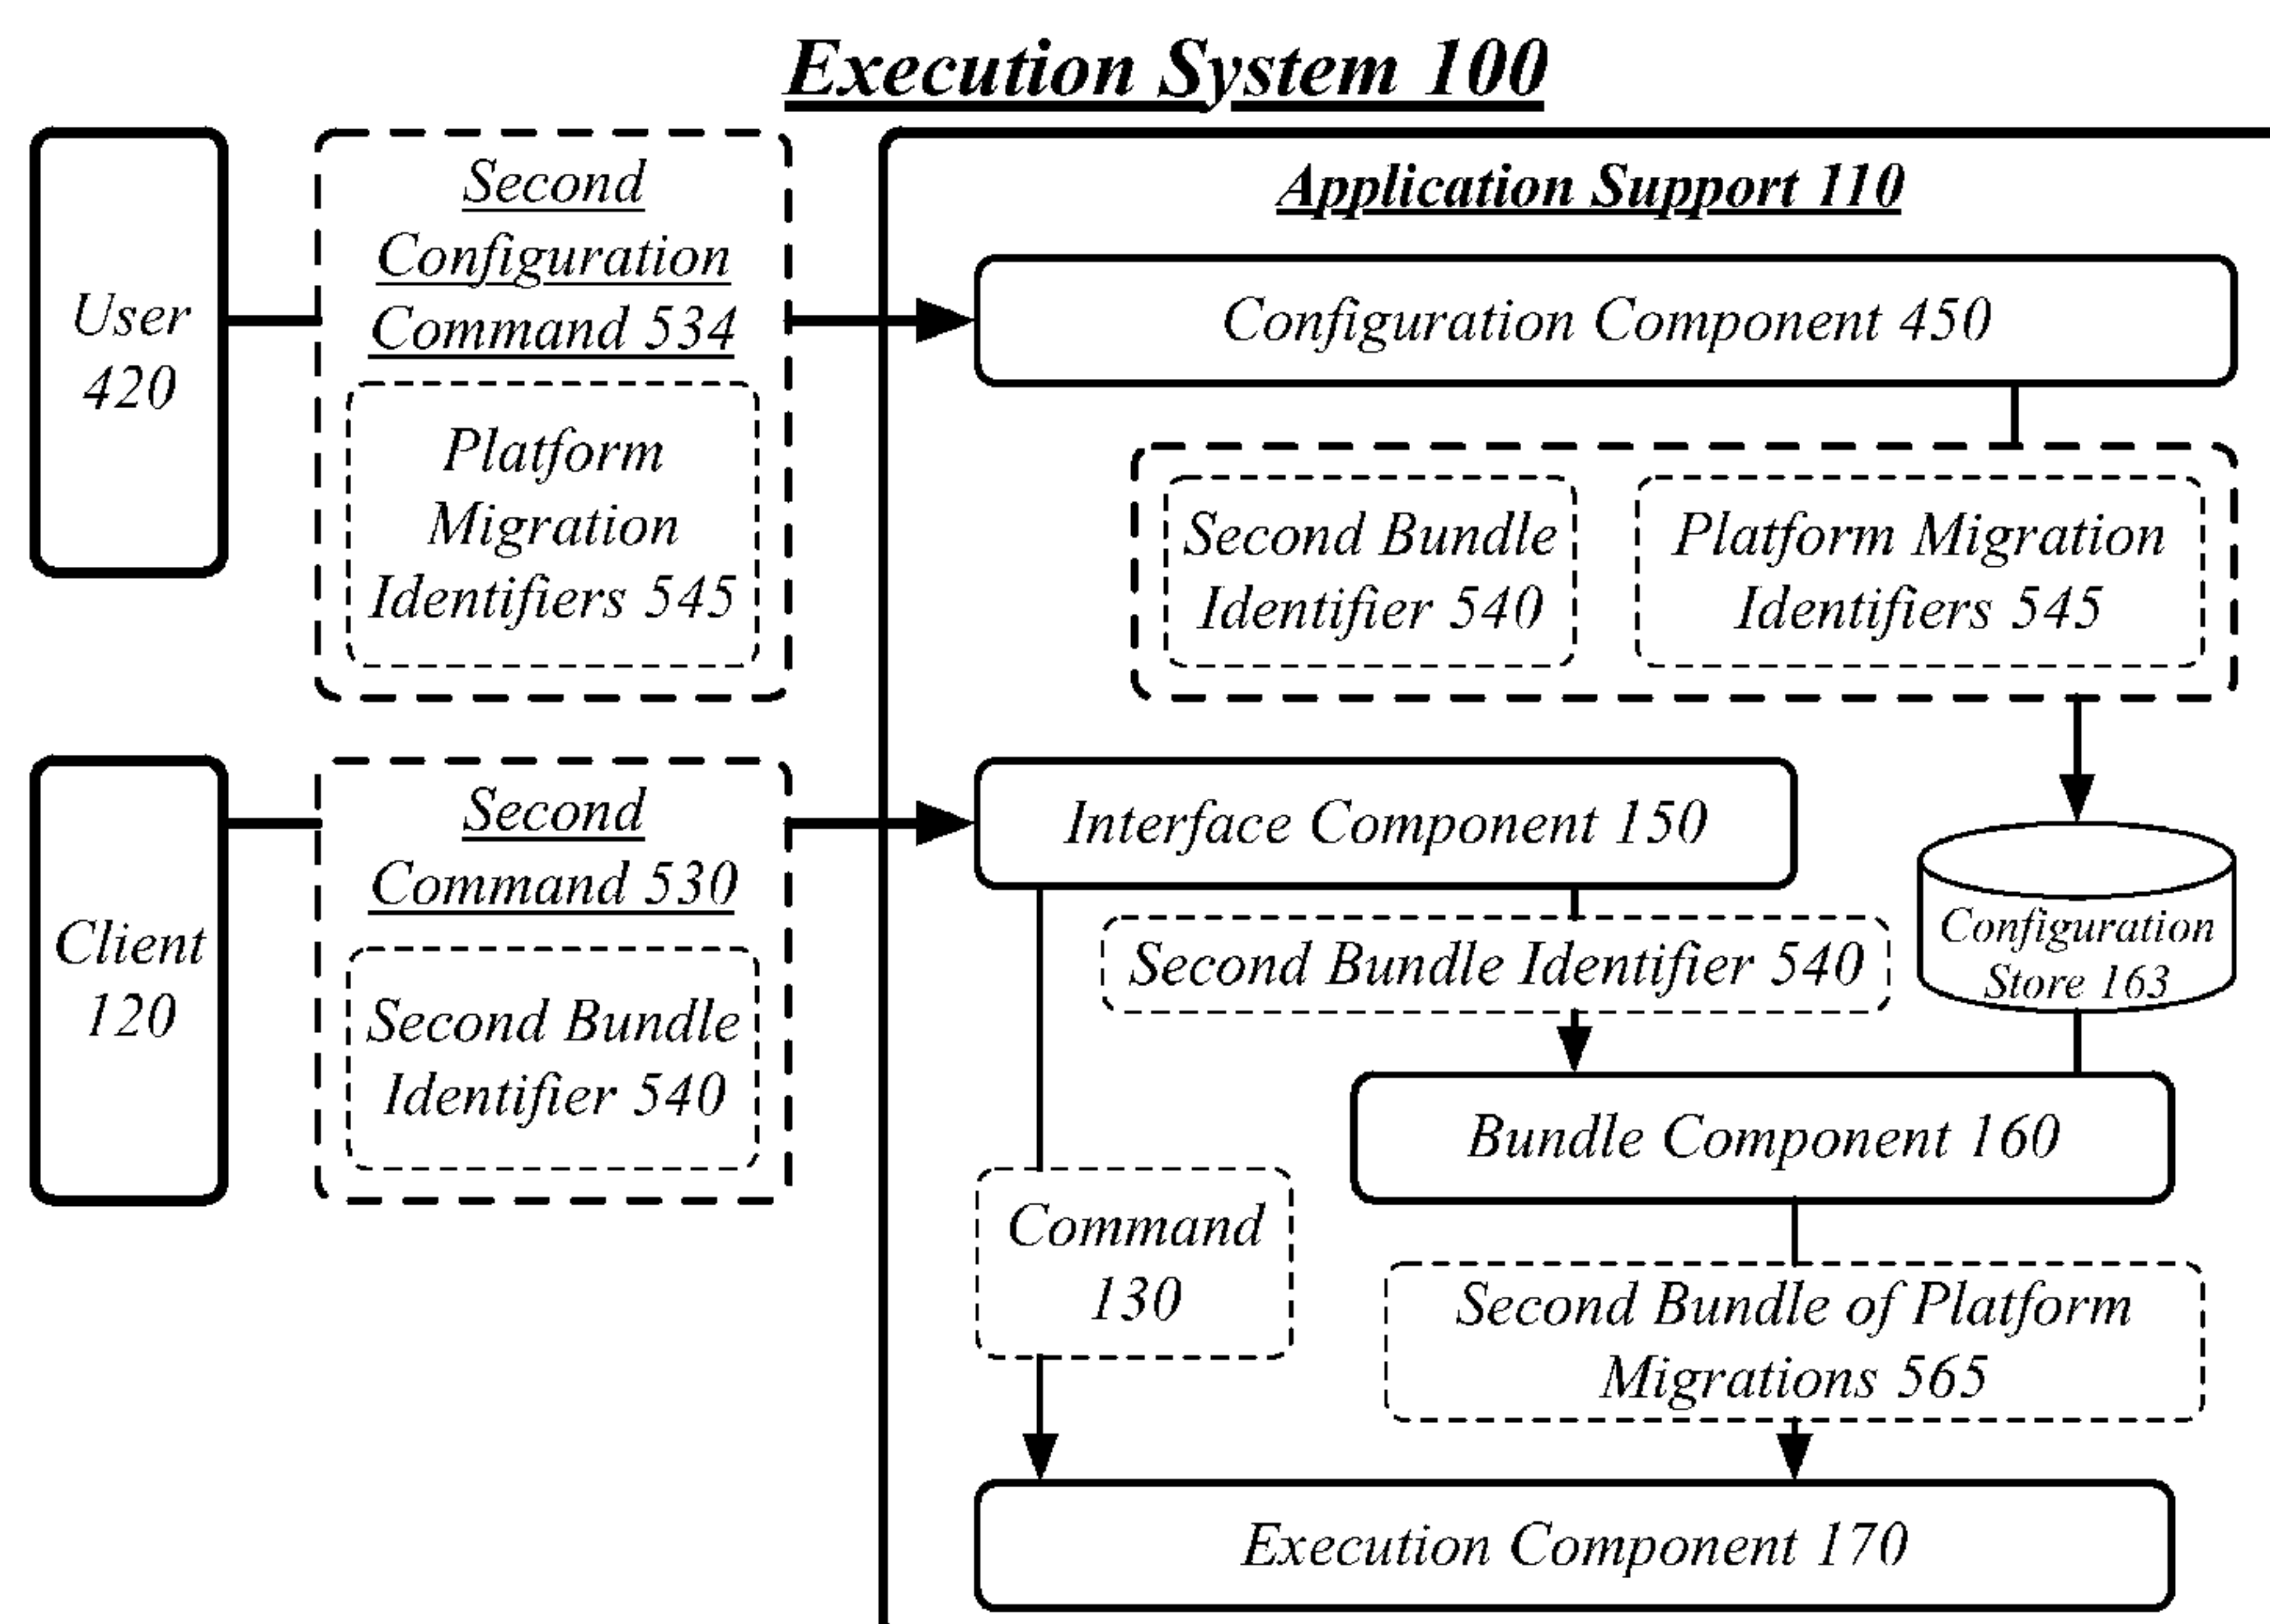 Execution System 100
User
420
Second
Configuration
Command 534
Platform
Migration
Identifiers 545
Application Support 110
Configuration Component 450
Second Bundle
Identifier 540
Platform Migration
Identifiers 545
Client
120
Second
Command 530
Second Bundle
Identifier 540
Interface Component 150
Second Bundle Identifier 540
Configuration
Store 163
Bundle Component 160
Command
130
Second Bundle of Platform
Migrations 565
Execution Component 170